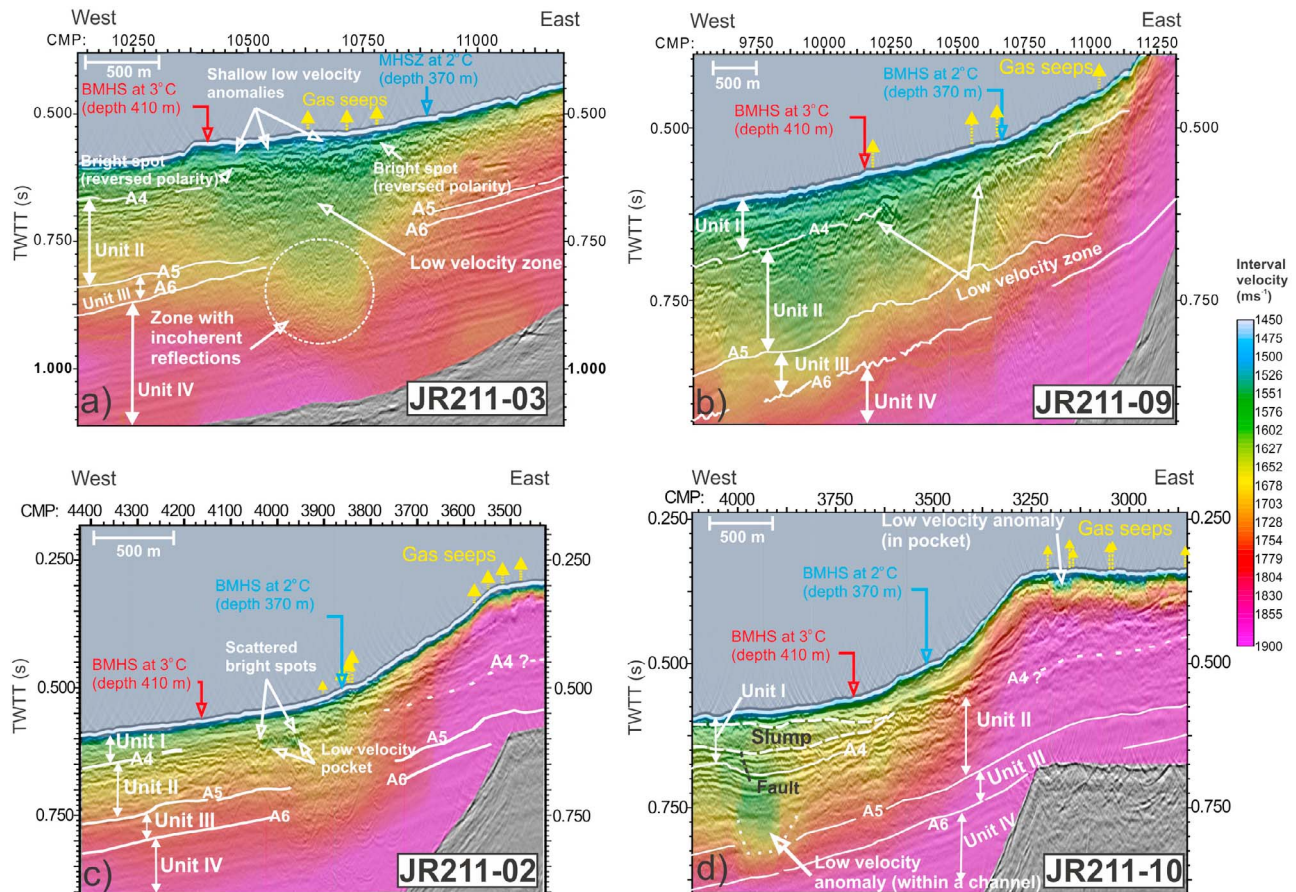 West
East
CMP:
10250
10500
10750
11000
500 m
BMHS at 3°C
(depth 410 m)
Shallow low velocity
anomalies
Gas seeps
MHSZ at 2°C
(depth 370 m)
0.500
0.500
Bright spot
(reversed polarity)
Bright spot
(reversed polarity)
A4
A5
A6
TWTT (s)
Unit II
0.750
0.750
Low velocity zone
A5
A6
Unit III
Zone with
incoherent
reflections
1.000
1.000
Unit IV
a)
JR211-03
West
East
CMP:
9750
10000
10250
10500
10750
11000
11250
500 m
BMHS at 2°C
(depth 370 m)
Gas seeps
BMHS at 3°C
(depth 410 m)
0.500
0.500
TWTT (s)
Unit I
A4
Low velocity zone
Unit II
0.750
0.750
A5
Unit III
A6
Unit IV
b)
JR211-09
Interval
velocity
(ms-1)
1450
1475
1500
1526
1551
1576
1602
1627
1652
1678
1703
1728
1754
1779
1804
1830
1855
1900
West
East
CMP:
4400
4300
4200
4100
4000
3900
3800
3700
3600
3500
500 m
0.250
0.250
Gas seeps
BMHS at 2°C
(depth 370 m)
Scattered
bright spots
BMHS at 3°C
(depth 410 m)
A4 ?
0.500
0.500
TWTT (s)
Unit I
A4
Low velocity
pocket
A5
A6
Unit II
A5
0.750
0.750
Unit III
A6
Unit IV
c)
JR211-02
West
East
CMP:
4000
3750
3500
3250
3000
0.250
0.250
500 m
Low velocity anomaly
(in pocket)
Gas seeps
BMHS at 2°C
(depth 370 m)
BMHS at 3°C
(depth 410 m)
0.500
0.500
A4 ?
Unit I
TWTT (s)
Slump
A4
Unit II
Fault
Unit III
0.750
0.750
A5
A6
Unit IV
Low velocity
anomaly (within a channel)
d)
JR211-10